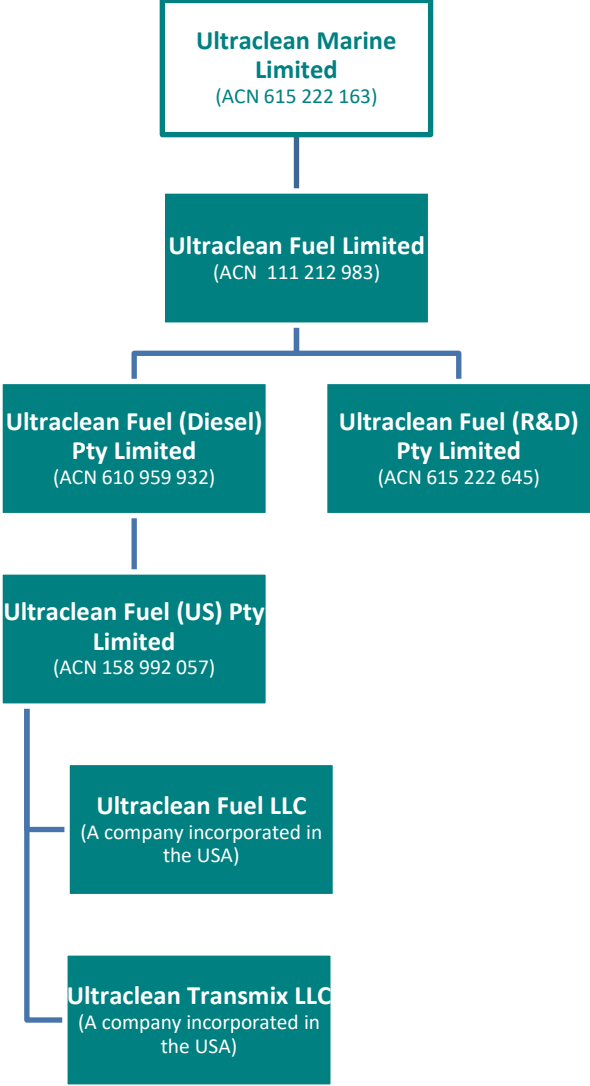 Ultraclean Marine
Limited
(ACN 615 222 163)
Ultraclean Fuel Limited
(ACN 111 212 983)
Ultraclean Fuel (Diesel)
Pty Limited
(ACN 610 959 932)
Ultraclean Fuel (R&D)
Pty Limited
(ACN 615 222 645)
Ultraclean Fuel (US) Pty
Limited
(ACN 158 992 057)
Ultraclean Fuel LLC
(A company incorporated in
the USA)
Ultraclean Transmix LLC
(A company incorporated in
the USA)